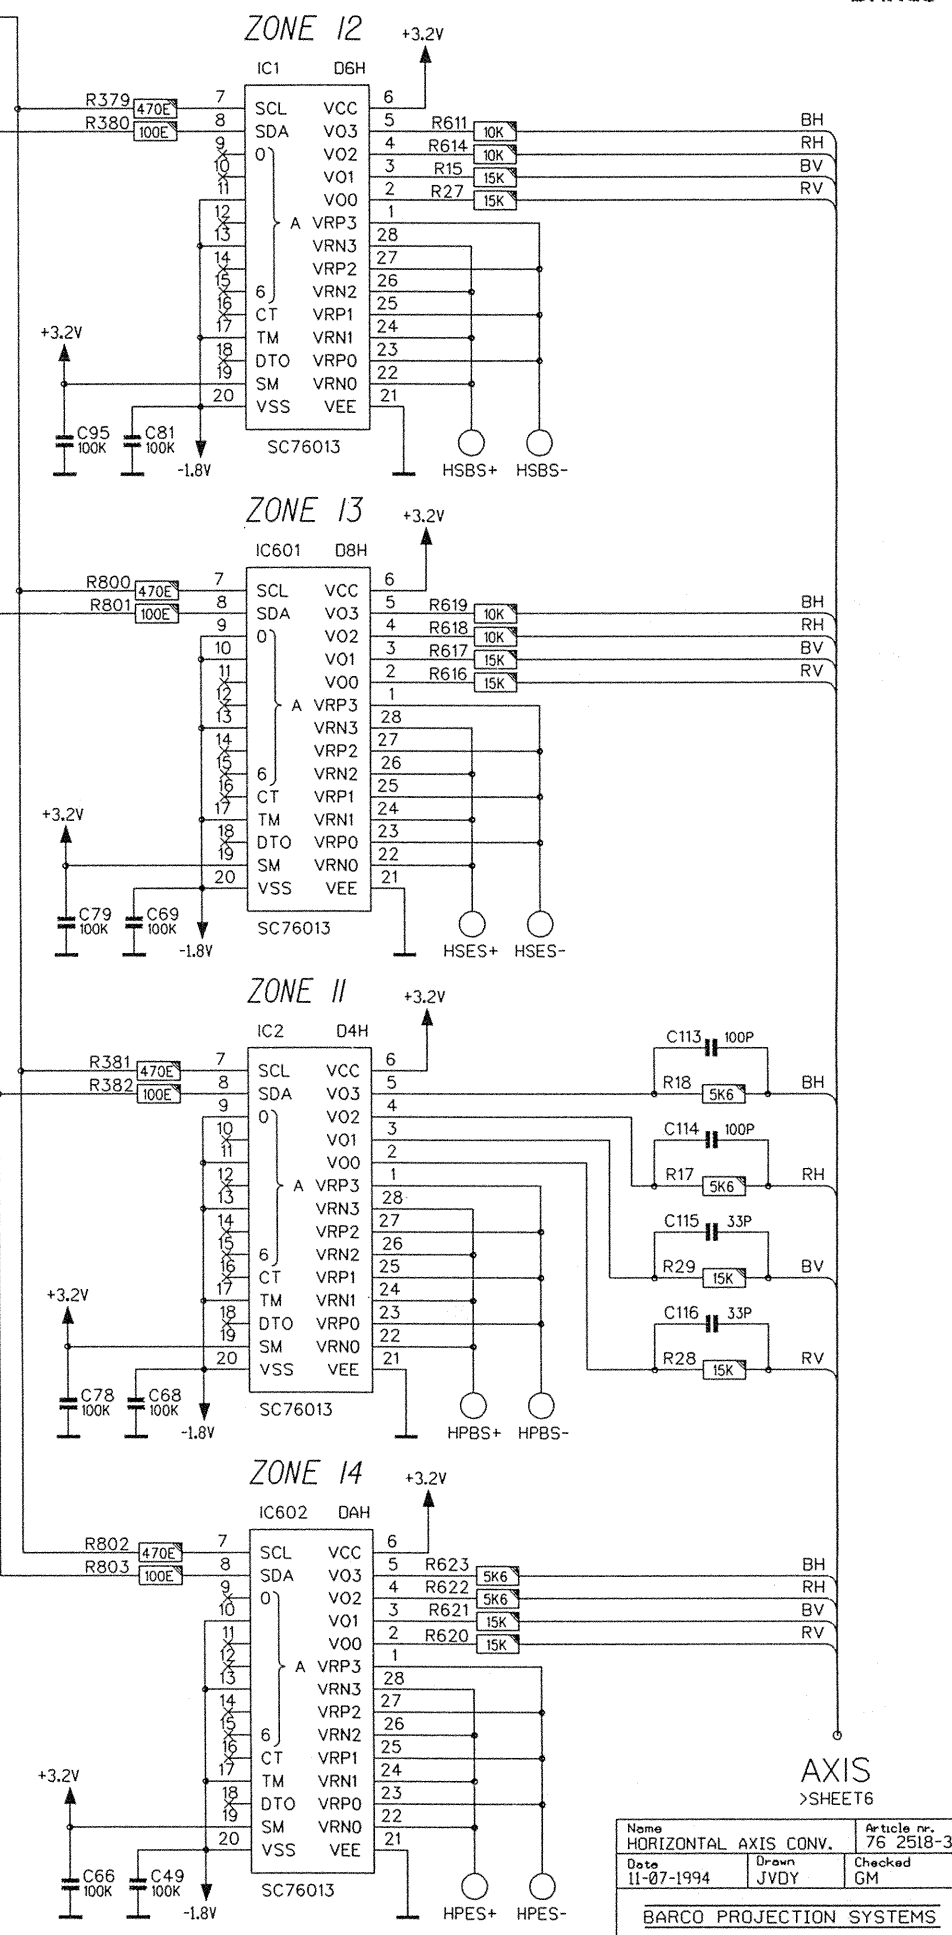 ZONE 12
+3.2V
IC1 D6H
R379 470E 7 SCL VCC 6
R380 100E 8 SDA VO3 5 R611 10K BH
9 0 VO2 4 R614 10K RH
10 VO1 3 R15 15K BV
11 VO0 2 R27 15K RV
12 A VRP3 1
13 VRN3 28
14 VRP2 27
15 6 VRN2 26
16 CT VRP1 25
17 TM VRN1 24
+3.2V
18 DTO VRP0 23
19 SM VRN0 22
20 VSS VEE 21
C95 100K C81 100K
-1.8V
SC76013
HSBS+ HSBS-
ZONE 13
+3.2V
IC601 D8H
R800 470E 7 SCL VCC 6
R801 100E 8 SDA VO3 5 R619 10K BH
9 0 VO2 4 R618 10K RH
10 VO1 3 R617 15K BV
11 VO0 2 R616 15K RV
12 A VRP3 1
13 VRN3 28
14 VRP2 27
15 6 VRN2 26
16 CT VRP1 25
17 TM VRN1 24
+3.2V
18 DTO VRP0 23
19 SM VRN0 22
20 VSS VEE 21
C79 100K C69 100K
-1.8V
SC76013
HSES+ HSES-
ZONE 11
+3.2V
IC2 D4H
C113 100P
R381 470E 7 SCL VCC 6
R382 100E 8 SDA VO3 5 R18 5K6 BH
9 0 VO2 4
10 VO1 3 C114 100P
11 VO0 2
12 A VRP3 1 R17 5K6 RH
13 VRN3 28
14 VRP2 27 C115 33P
15 6 VRN2 26
16 CT VRP1 25 R29 15K BV
17 TM VRN1 24
+3.2V
18 DTO VRP0 23 C116 33P
19 SM VRN0 22
20 VSS VEE 21 R28 15K RV
C78 100K C68 100K
-1.8V
SC76013
HPBS+ HPBS-
ZONE 14
+3.2V
IC602 DAH
R802 470E 7 SCL VCC 6
R803 100E 8 SDA VO3 5 R623 5K6 BH
9 0 VO2 4 R622 5K6 RH
10 VO1 3 R621 15K BV
11 VO0 2 R620 15K RV
12 A VRP3 1
13 VRN3 28
14 VRP2 27
15 6 VRN2 26
16 CT VRP1 25
17 TM VRN1 24
+3.2V
18 DTO VRP0 23
19 SM VRN0 22
20 VSS VEE 21
C66 100K C49 100K
-1.8V
SC76013
HPES+ HPES-
AXIS
>SHEET6
Name Article nr.
HORIZONTAL AXIS CONV. 76 2518-3
Date Drawn Checked
11-07-1994 JVDY GM
BARCO PROJECTION SYSTEMS